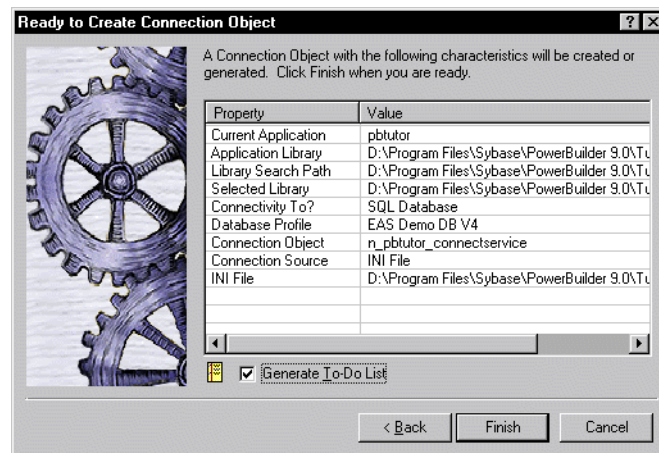 Ready to Create Connection Object
A Connection Object with the following characteristics will be created or
generated. Click Finish when you are ready.
Property Value
Current Application pbtutor
Application Library D:\Program Files\Sybase\PowerBuilder 9.0\Tu
Library Search Path D:\Program Files\Sybase\PowerBuilder 9.0\Tu
Selected Library D:\Program Files\Sybase\PowerBuilder 9.0\Tu
Connectivity To? SQL Database
Database Profile EAS Demo DB V4
Connection Object n_pbtutor_connectservice
Connection Source INI File
INI File D:\Program Files\Sybase\PowerBuilder 9.0\Tu
Generate To-Do List
< Back Finish Cancel